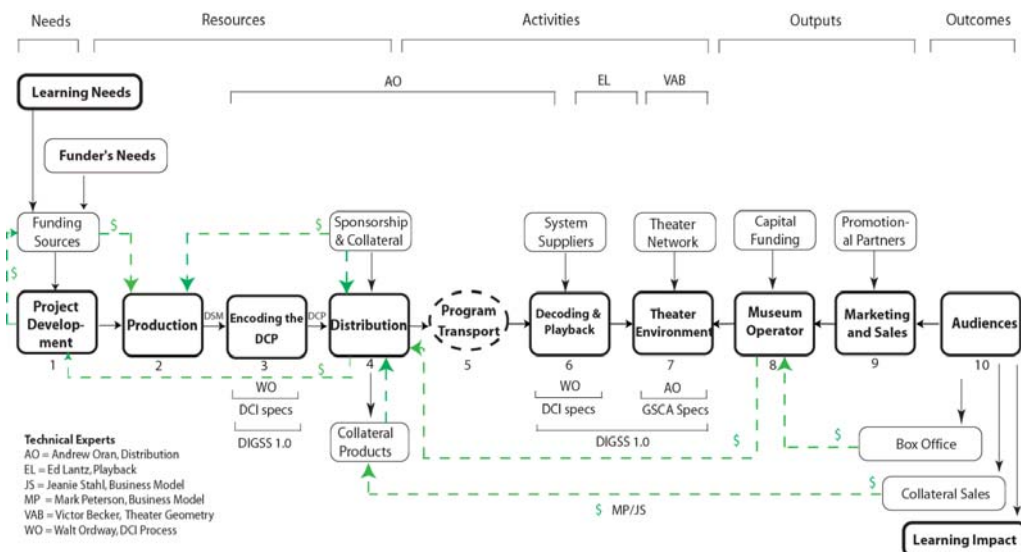 Needs
Resources
Activities
Outputs
Outcomes
AO
EL
VAB
Learning Needs
Funder's Needs
Funding
Sources
$
$
$
Sponsorship
& Collateral
System
Suppliers
Theater
Network
Capital
Funding
Promotion-
al Partners
Project
Develop-
ment
Production
DSM
Encoding the
DCP
DCP
Distribution
Program
Transport
Decoding &
Playback
Theater
Environment
Museum
Operator
Marketing
and Sales
Audiences
1
2
3
4
5
6
7
8
9
10
$
WO
DCI specs
DIGSS 1.0
WO
DCI specs
AO
GSCA Specs
DIGSS 1.0
Collateral
Products
$
$
Box Office
$
Collateral Sales
$ MP/JS
Learning Impact
Technical Experts
AO = Andrew Oran, Distribution
EL = Ed Lantz, Playback
JS = Jeanie Stahl, Business Model
MP = Mark Peterson, Business Model
VAB = Victor Becker, Theater Geometry
WO = Walt Ordway, DCI Process